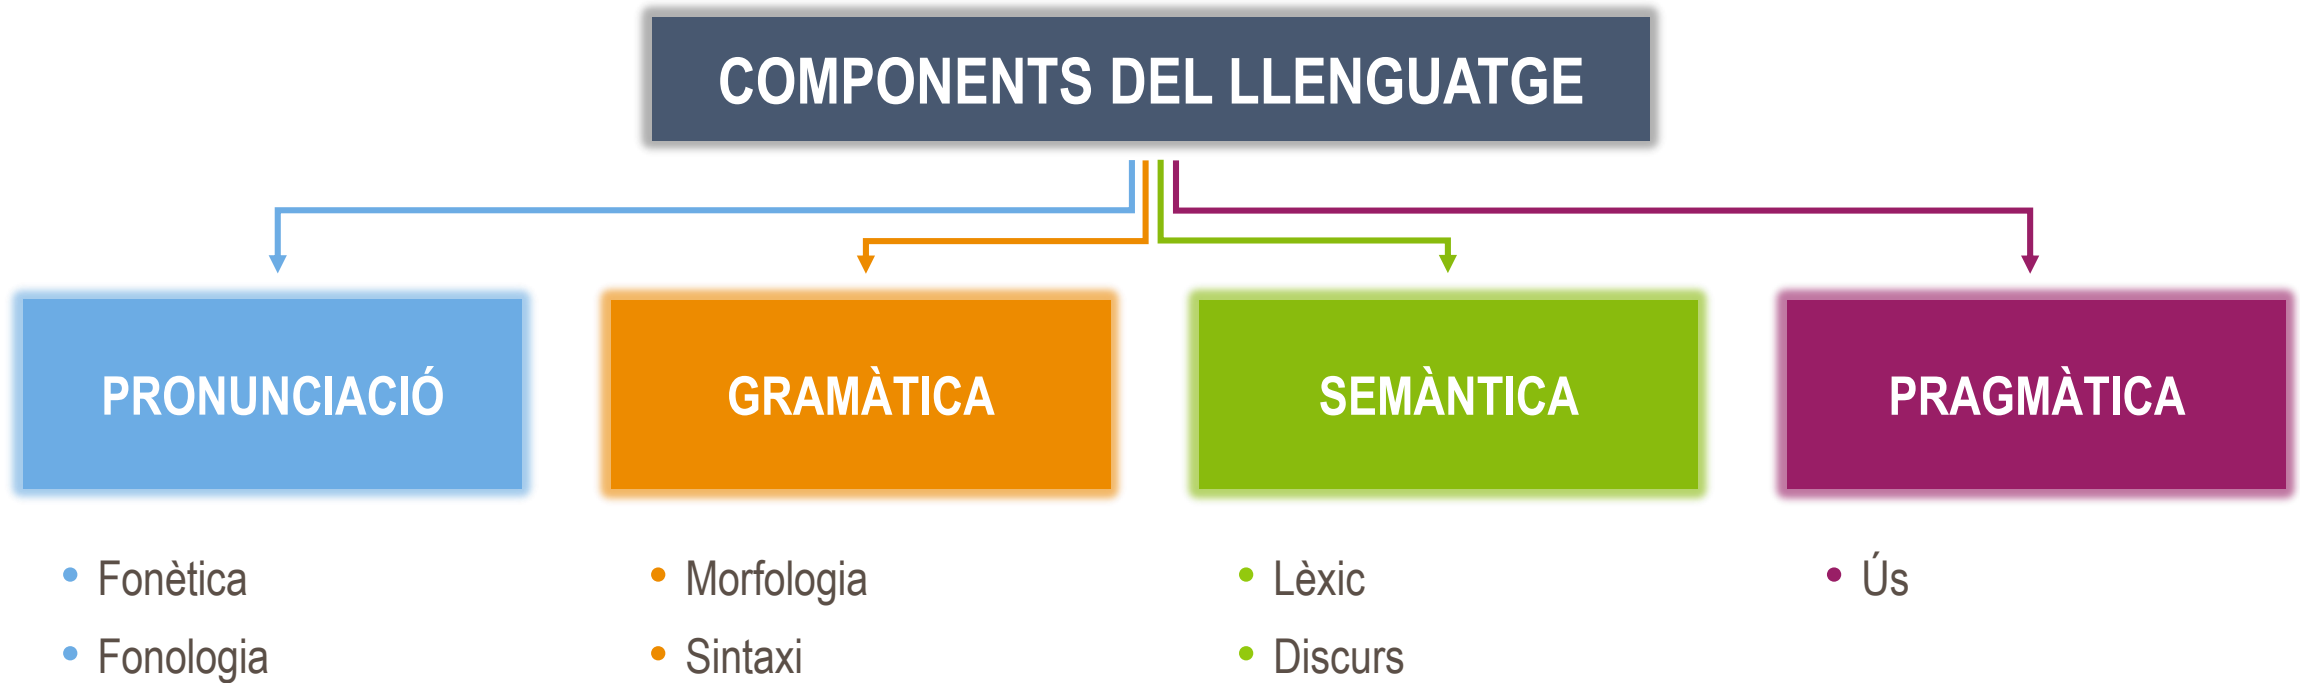 COMPONENTS DEL LLENGUATGE
PRONUNCIACIÓ
• Fonètica
• Fonologia
GRAMÀTICA
• Morfologia
• Sintaxi
SEMÀNTICA
• Lèxic
• Discurs
PRAGMÀTICA
• Ús